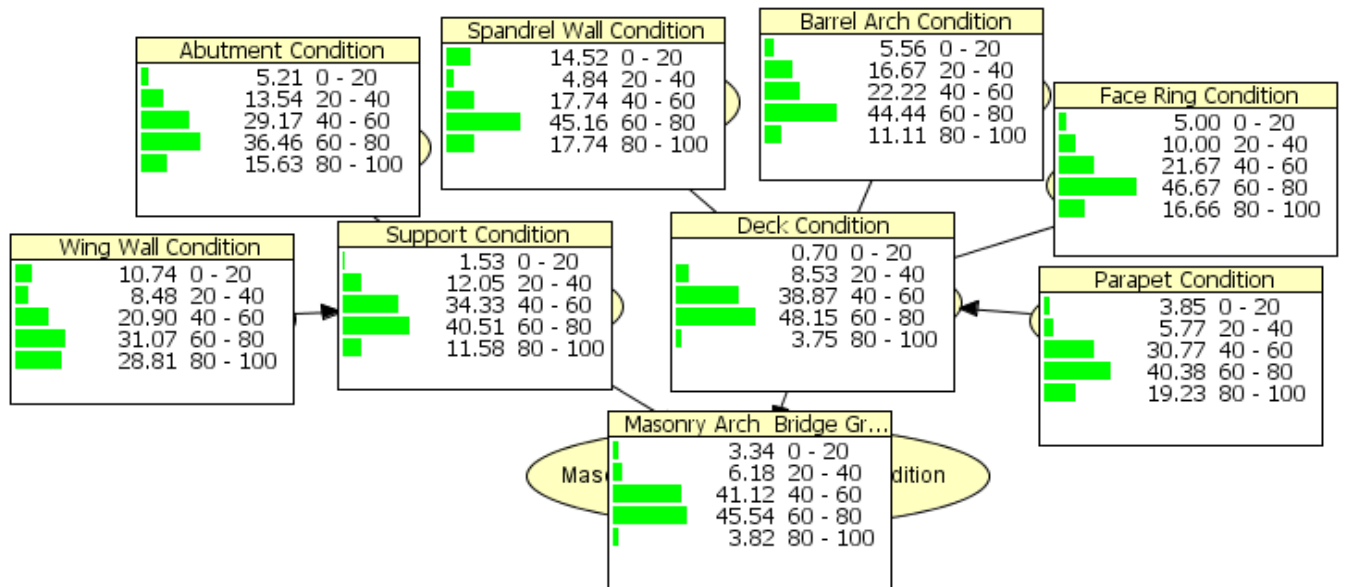 Abutment Condition
5.21 0 - 20
13.54 20 - 40
29.17 40 - 60
36.46 60 - 80
15.63 80 - 100
Spandrel Wall Condition
14.52 0 - 20
4.84 20 - 40
17.74 40 - 60
45.16 60 - 80
17.74 80 - 100
Barrel Arch Condition
5.56 0 - 20
16.67 20 - 40
22.22 40 - 60
44.44 60 - 80
11.11 80 - 100
Face Ring Condition
5.00 0 - 20
10.00 20 - 40
21.67 40 - 60
46.67 60 - 80
16.66 80 - 100
Wing Wall Condition
10.74 0 - 20
8.48 20 - 40
20.90 40 - 60
31.07 60 - 80
28.81 80 - 100
Support Condition
1.53 0 - 20
12.05 20 - 40
34.33 40 - 60
40.51 60 - 80
11.58 80 - 100
Deck Condition
0.70 0 - 20
8.53 20 - 40
38.87 40 - 60
48.15 60 - 80
3.75 80 - 100
Parapet Condition
3.85 0 - 20
5.77 20 - 40
30.77 40 - 60
40.38 60 - 80
19.23 80 - 100
Masonry Arch Bridge Gr...
3.34 0 - 20
6.18 20 - 40
41.12 40 - 60
45.54 60 - 80
3.82 80 - 100
Mas
dition